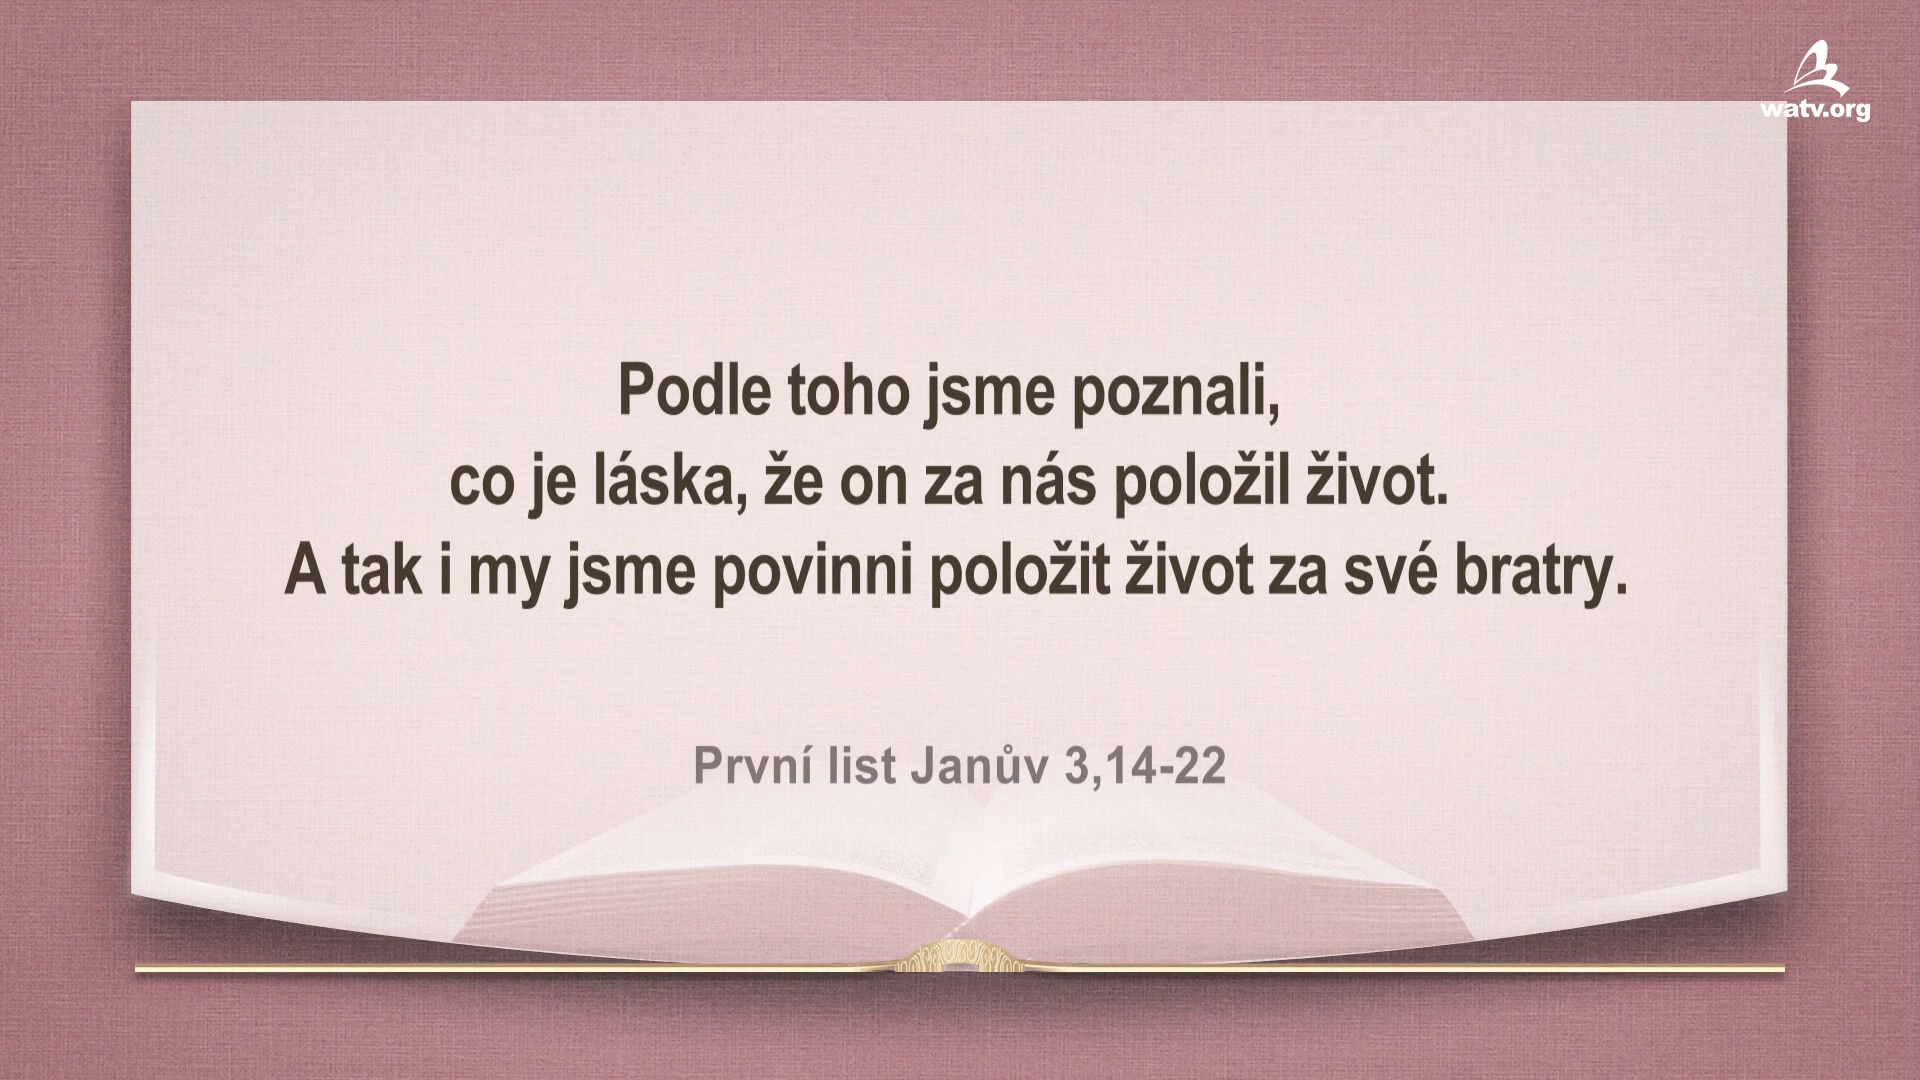 watv.org
Podle toho jsme poznali,
co je láska, že on za nás položil život.
A tak i my jsme povinni položit život za své bratry.
První list Janův 3,14-22